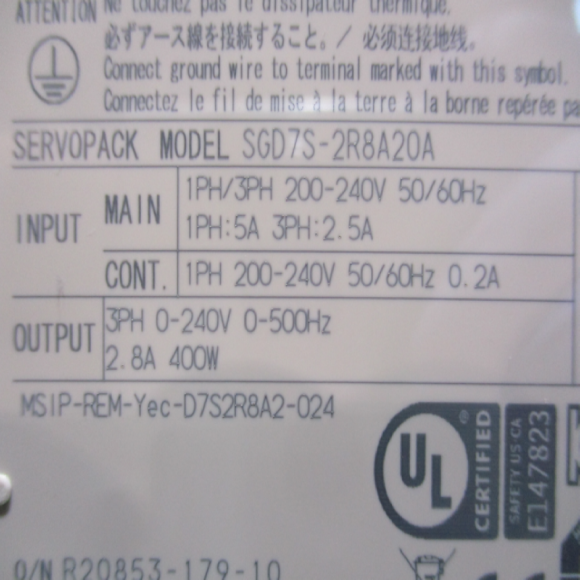 ATTENTION Ne touchez pas le dissipateur thermique.
必ずアース線を接続すること。/ 必须连接地线.
Connect ground wire to terminal marked with this symbol.
Connectez le fil de mise à la terre à la borne repérée pa
SERVOPACK MODEL SGD7S-2R8A20A
INPUT MAIN 1PH/3PH 200-240V 50/60Hz
1PH:5A 3PH:2.5A
CONT. 1PH 200-240V 50/60Hz 0.2A
OUTPUT 3PH 0-240V 0-500Hz
2.8A 400W
MSIP-REM-Yec-D7S2R8A2-024
UL ® CERTIFIED SAFETY US-CA E147823
O/N R20853-179-10